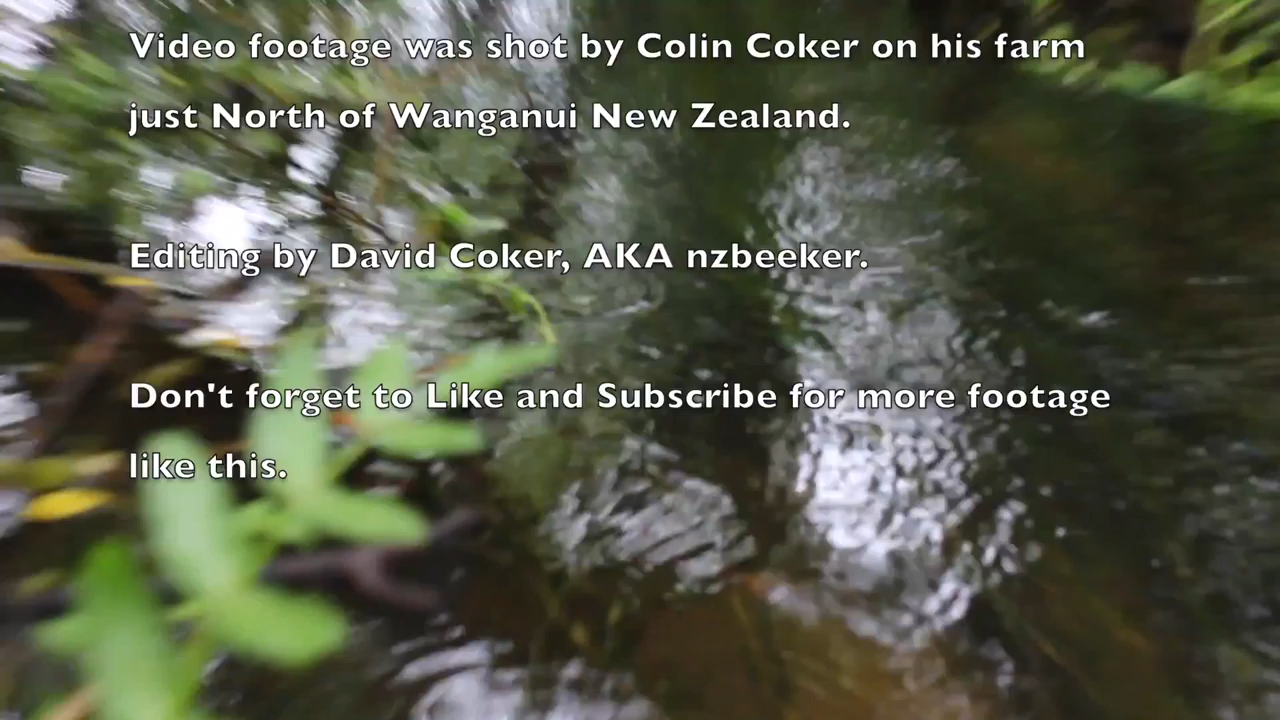 Video footage was shot by Colin Coker on his farm
just North of Wanganui New Zealand.
Editing by David Coker, AKA nzbeeker.
Don't forget to Like and Subscribe for more footage
like this.